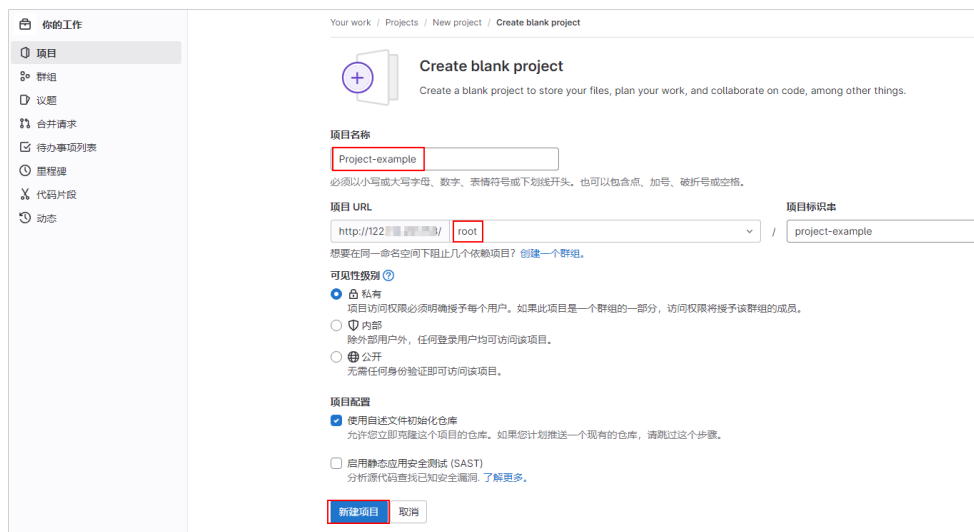 你的工作
项目
群组
议题
合并请求
待办事项列表
里程碑
代码片段
动态
Your work / Projects / New project / Create blank project
Create blank project
Create a blank project to store your files, plan your work, and collaborate on code, among other things.
项目名称
Project-example
必须以小写或大写字母、数字、表情符号或下划线开头。也可以包含点、加号、破折号或空格。
项目 URL
项目标识串
http://122 / root / project-example
想要在同一命名空间下阻止几个依赖项目？创建一个群组。
可见性级别
私有
项目访问权限必须明确授予每个用户。如果此项目是一个群组的一部分，访问权限将授予该群组的成员。
内部
除外部用户外，任何登录用户均可访问该项目。
公开
无需任何身份验证即可访问该项目。
项目配置
使用自述文件初始化仓库
允许您立即克隆这个项目的仓库。如果您计划推送一个现有的仓库，请跳过这个步骤。
启用静态应用安全测试 (SAST)
分析源代码查找已知安全漏洞. 了解更多。
新建项目 取消